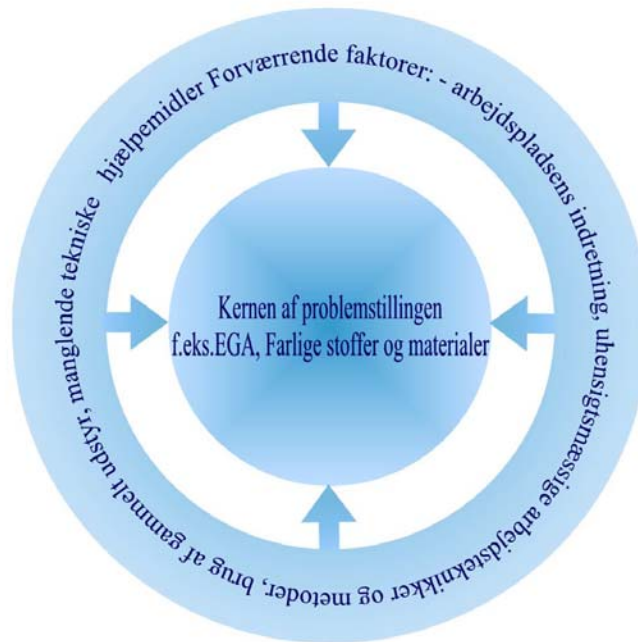 Forværrende faktorer: - arbejdspladsens indretning, uhensigtsmæssige arbejdsteknikker og metoder, brug af gammelt udstyr, manglende tekniske hjælpemidler
Kernen af problemstillingen
f.eks.EGA, Farlige stoffer og materialer